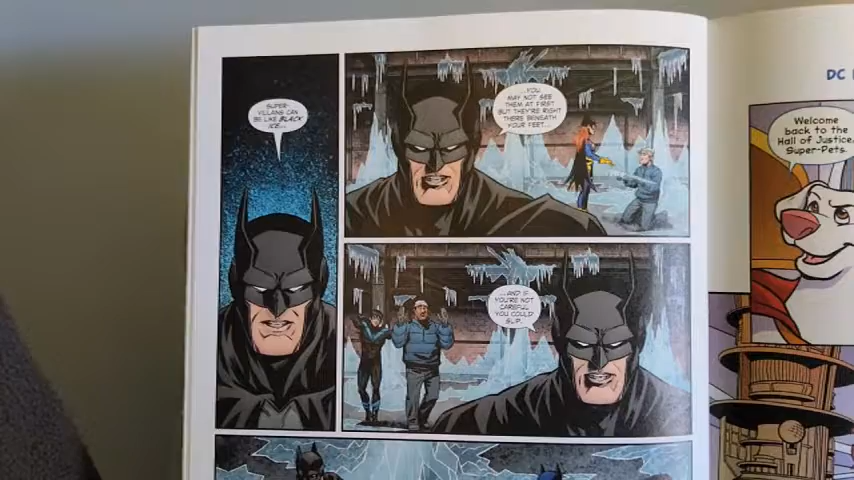 SUPER-
VILLAINS CAN
BE LIKE BLACK
ICE...
...YOU
MAY NOT SEE
THEM AT FIRST
BUT THEY'RE RIGHT
THERE BENEATH
YOUR FEET...
...AND IF
YOU'RE NOT
CAREFUL
YOU COULD
SLIP.
DC
Welcome
back to the
Hall of Justice,
Super-Pets.